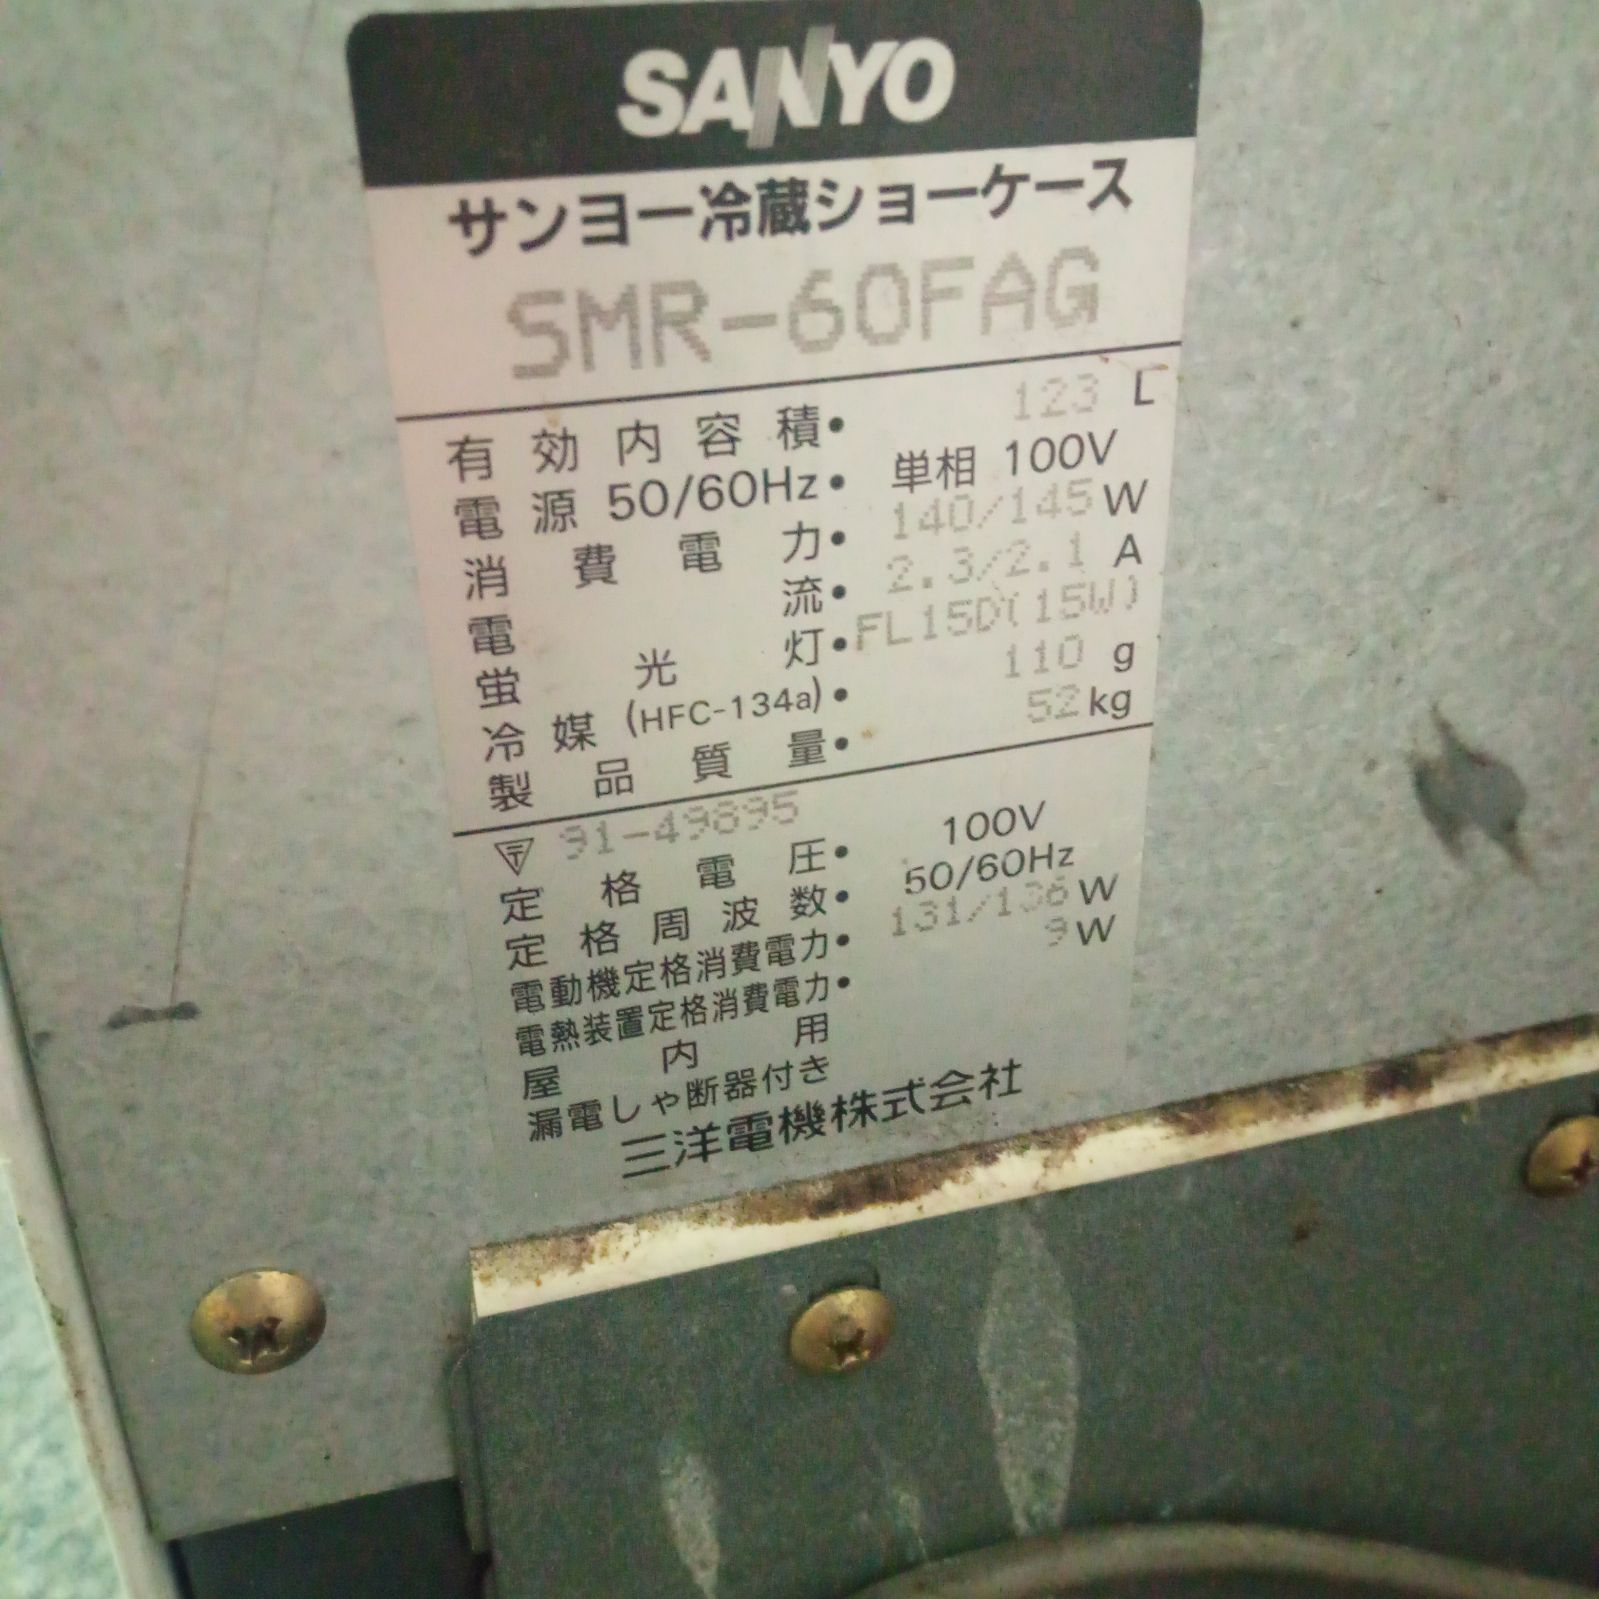 SANYO
サンヨー冷蔵ショーケース
SMR-60FAG
有効内容積• 123 L
電源 50/60Hz• 単相 100V
消費電力• 140/145 W
電流• 2.3/2.1 A
蛍光灯• FL15D(15W)
冷媒(HFC-134a)• 110 g
製品質量• 52 kg
91-49895
定格電圧• 100V
定格周波数• 50/60Hz
電動機定格消費電力• 131/136 W
電熱装置定格消費電力• 9 W
屋内用
漏電しゃ断器付き
三洋電機株式会社